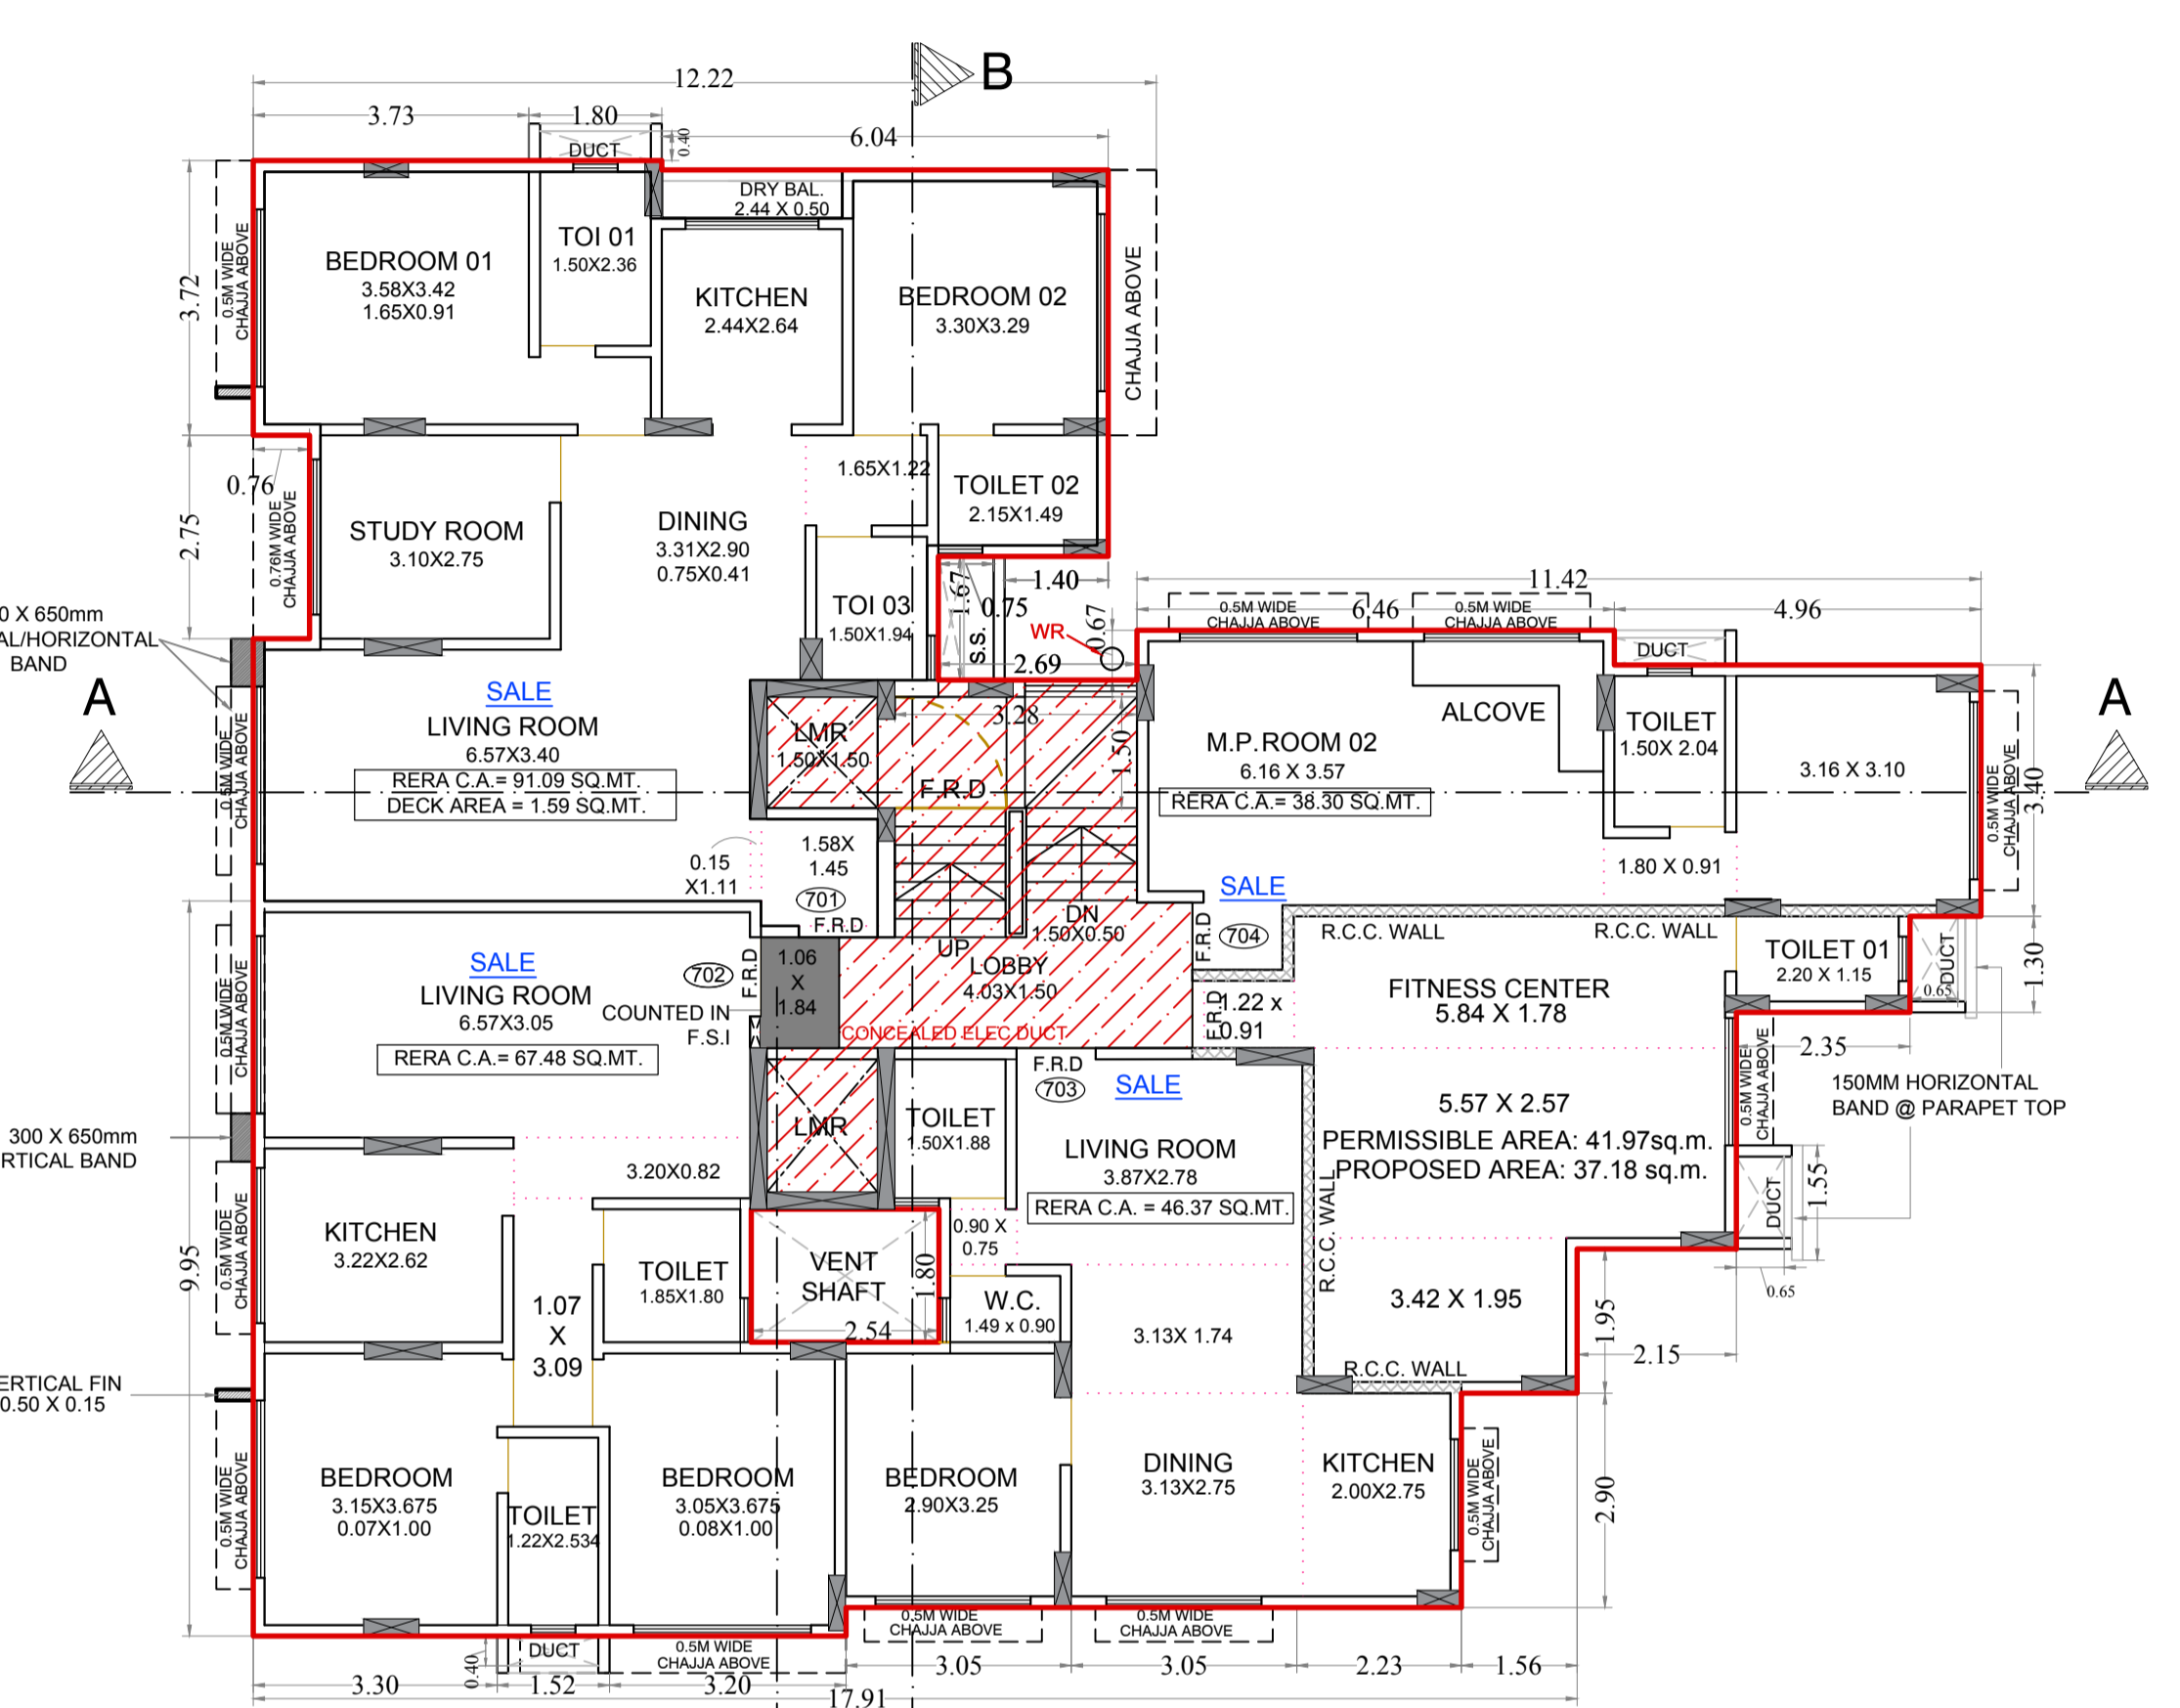 B
12.22
3.73
1.80
6.04
0.40
DUCT
DRY BAL.
2.44 X 0.50
BEDROOM 01
3.58X3.42
1.65X0.91
TOI 01
1.50X2.36
KITCHEN
2.44X2.64
BEDROOM 02
3.30X3.29
CHAJJA ABOVE
0.5M WIDE
CHAJJA ABOVE
3.72
1.65X1.22
0.76
TOILET 02
2.15X1.49
STUDY ROOM
3.10X2.75
DINING
3.31X2.90
0.75X0.41
2.75
0.76M WIDE
CHAJJA ABOVE
TOI 03
1.50X1.94
1.67
0.75
S.S.
1.40
WR
0.67
2.69
11.42
6.46
4.96
0.5M WIDE
CHAJJA ABOVE
0.5M WIDE
CHAJJA ABOVE
DUCT
0 X 650mm
AL/HORIZONTAL
BAND
A
SALE
LIVING ROOM
6.57X3.40
RERA C.A.= 91.09 SQ.MT.
DECK AREA = 1.59 SQ.MT.
0.5M WIDE
CHAJJA ABOVE
LMR
1.50X1.50
3.28
1.50
F.R.D
M.P.ROOM 02
6.16 X 3.57
RERA C.A.= 38.30 SQ.MT.
ALCOVE
TOILET
1.50X 2.04
3.16 X 3.10
0.5M WIDE
CHAJJA ABOVE
3.40
A
0.15
X1.11
1.58X
1.45
701
F.R.D
1.80 X 0.91
SALE
F.R.D
704
DN
1.50X0.50
UP
LOBBY
4.03X1.50
CONCEALED ELEC DUCT
R.C.C. WALL
R.C.C. WALL
TOILET 01
2.20 X 1.15
DUCT
0.65
1.30
SALE
LIVING ROOM
6.57X3.05
RERA C.A.= 67.48 SQ.MT.
702
F.R.D
COUNTED IN
F.S.I
1.06
X
1.84
F.R.D
1.22 x
0.91
FITNESS CENTER
5.84 X 1.78
0.5M WIDE
CHAJJA ABOVE
2.35
0.5M WIDE
CHAJJA ABOVE
150MM HORIZONTAL
BAND @ PARAPET TOP
F.R.D
703
SALE
LIVING ROOM
3.87X2.78
RERA C.A. = 46.37 SQ.MT.
5.57 X 2.57
PERMISSIBLE AREA: 41.97sq.m.
PROPOSED AREA: 37.18 sq.m.
300 X 650mm
RTICAL BAND
LMR
TOILET
1.50X1.88
3.20X0.82
R.C.C. WALL
DUCT
1.55
0.65
9.95
KITCHEN
3.22X2.62
0.5M WIDE
CHAJJA ABOVE
1.07
X
3.09
TOILET
1.85X1.80
VENT
SHAFT
1.80
2.54
0.90 X
0.75
W.C.
1.49 x 0.90
3.13X 1.74
3.42 X 1.95
R.C.C. WALL
1.95
2.15
ERTICAL FIN
0.50 X 0.15
0.5M WIDE
CHAJJA ABOVE
BEDROOM
3.15X3.675
0.07X1.00
TOILET
1.22X2.534
BEDROOM
3.05X3.675
0.08X1.00
BEDROOM
2.90X3.25
DINING
3.13X2.75
KITCHEN
2.00X2.75
0.5M WIDE
CHAJJA ABOVE
2.90
DUCT
0.40
0.5M WIDE
CHAJJA ABOVE
0.5M WIDE
CHAJJA ABOVE
0.5M WIDE
CHAJJA ABOVE
3.30
1.52
3.20
3.05
3.05
2.23
1.56
17.91